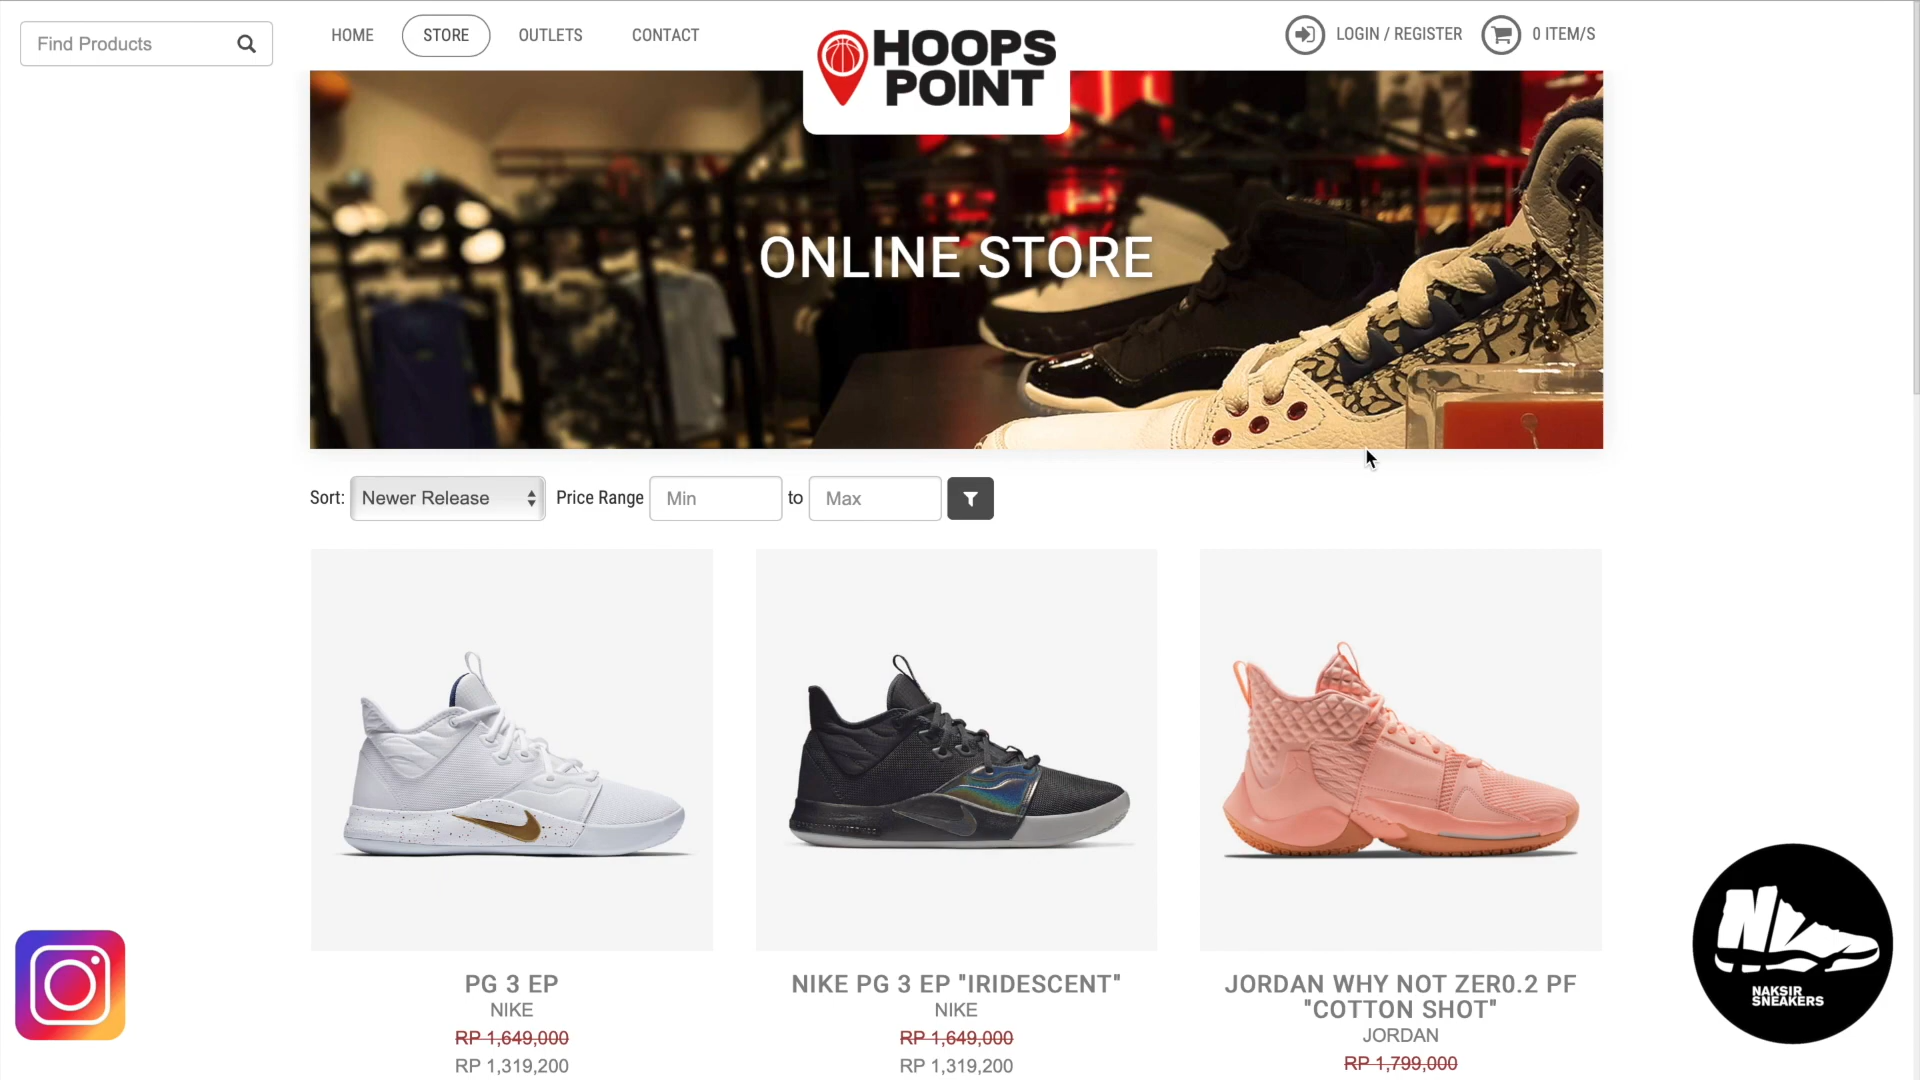 Find Products
HOME
STORE
OUTLETS
CONTACT
HOOPS
POINT
LOGIN / REGISTER
0 ITEM/S
ONLINE STORE
Sort:
Newer Release
Price Range
Min
to
Max
PG 3 EP
NIKE
RP 1,649,000
RP 1,319,200
NIKE PG 3 EP "IRIDESCENT"
NIKE
RP 1,649,000
RP 1,319,200
JORDAN WHY NOT ZER0.2 PF
"COTTON SHOT"
JORDAN
RP 1,799,000
NAKSIR
SNEAKERS